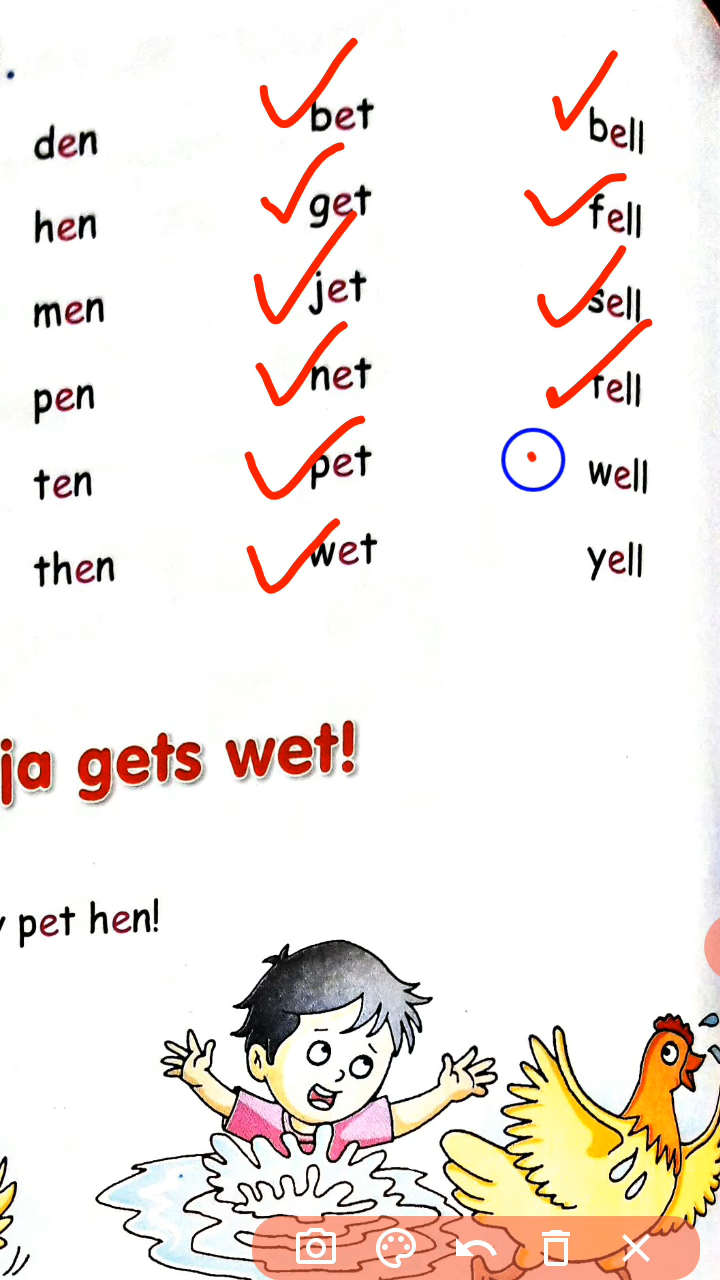 den bet bell
hen get fell
men jet sell
pen net tell
ten pet well
then wet yell
ja gets wet!
pet hen!